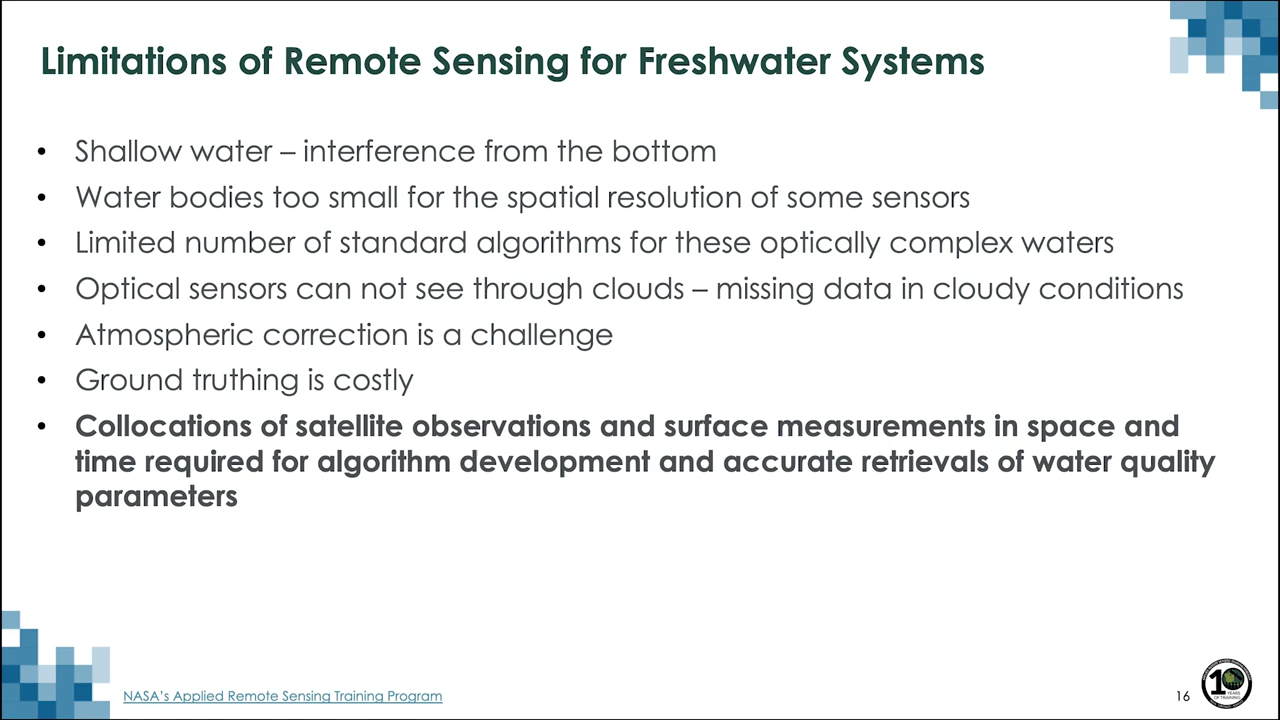 Limitations of Remote Sensing for Freshwater Systems
• Shallow water – interference from the bottom
• Water bodies too small for the spatial resolution of some sensors
• Limited number of standard algorithms for these optically complex waters
• Optical sensors can not see through clouds – missing data in cloudy conditions
• Atmospheric correction is a challenge
• Ground truthing is costly
• Collocations of satellite observations and surface measurements in space and
time required for algorithm development and accurate retrievals of water quality
parameters
NASA's Applied Remote Sensing Training Program
16
10
YEARS
OF TRAINING